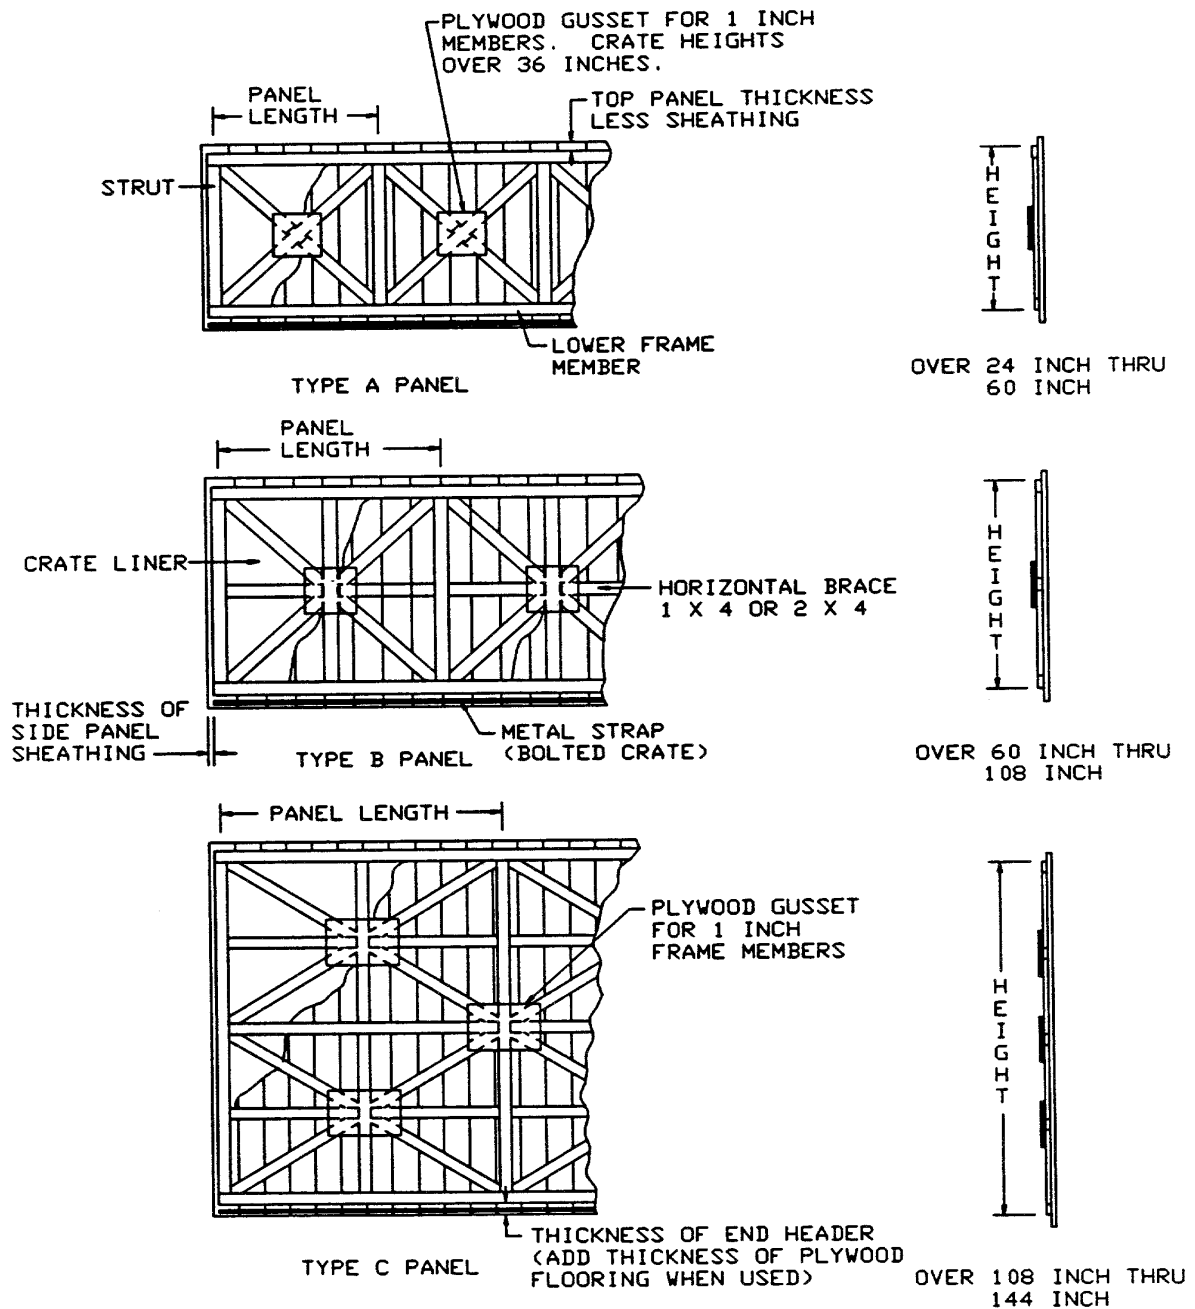 PLYWOOD GUSSET FOR 1 INCH
MEMBERS. CRATE HEIGHTS
OVER 36 INCHES.
PANEL
LENGTH
TOP PANEL THICKNESS
LESS SHEATHING
STRUT
HEIGHT
LOWER FRAME
MEMBER
TYPE A PANEL
OVER 24 INCH THRU
60 INCH
PANEL
LENGTH
CRATE LINER
HORIZONTAL BRACE
1 X 4 OR 2 X 4
HEIGHT
THICKNESS OF
SIDE PANEL
SHEATHING
METAL STRAP
(BOLTED CRATE)
TYPE B PANEL
OVER 60 INCH THRU
108 INCH
PANEL LENGTH
PLYWOOD GUSSET
FOR 1 INCH
FRAME MEMBERS
HEIGHT
THICKNESS OF END HEADER
(ADD THICKNESS OF PLYWOOD
FLOORING WHEN USED)
TYPE C PANEL
OVER 108 INCH THRU
144 INCH